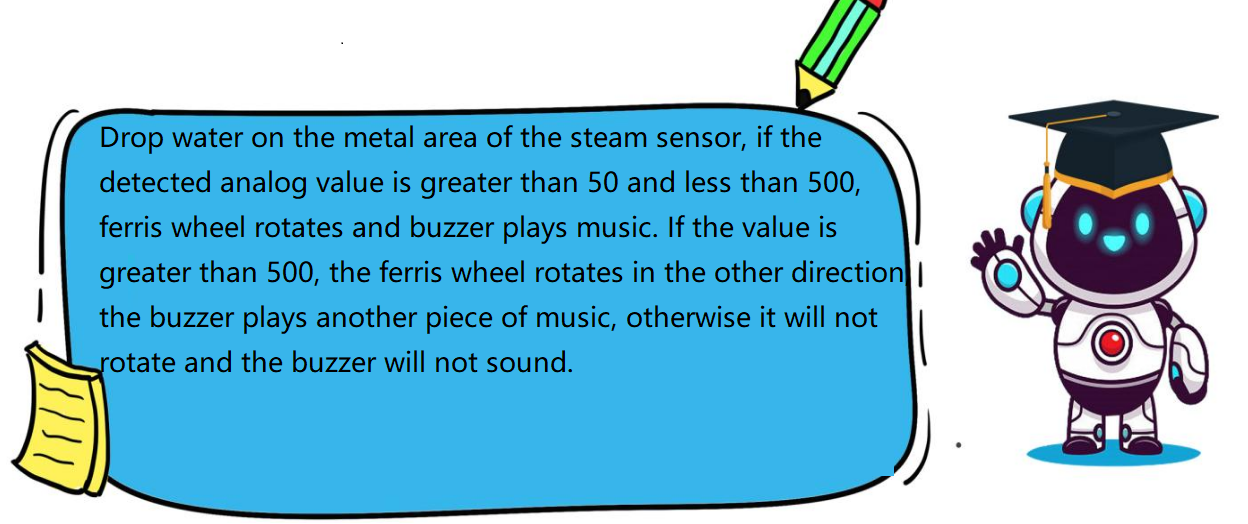 Drop water on the metal area of the steam sensor, if the
detected analog value is greater than 50 and less than 500,
ferris wheel rotates and buzzer plays music. If the value is
greater than 500, the ferris wheel rotates in the other direction
the buzzer plays another piece of music, otherwise it will not
rotate and the buzzer will not sound.